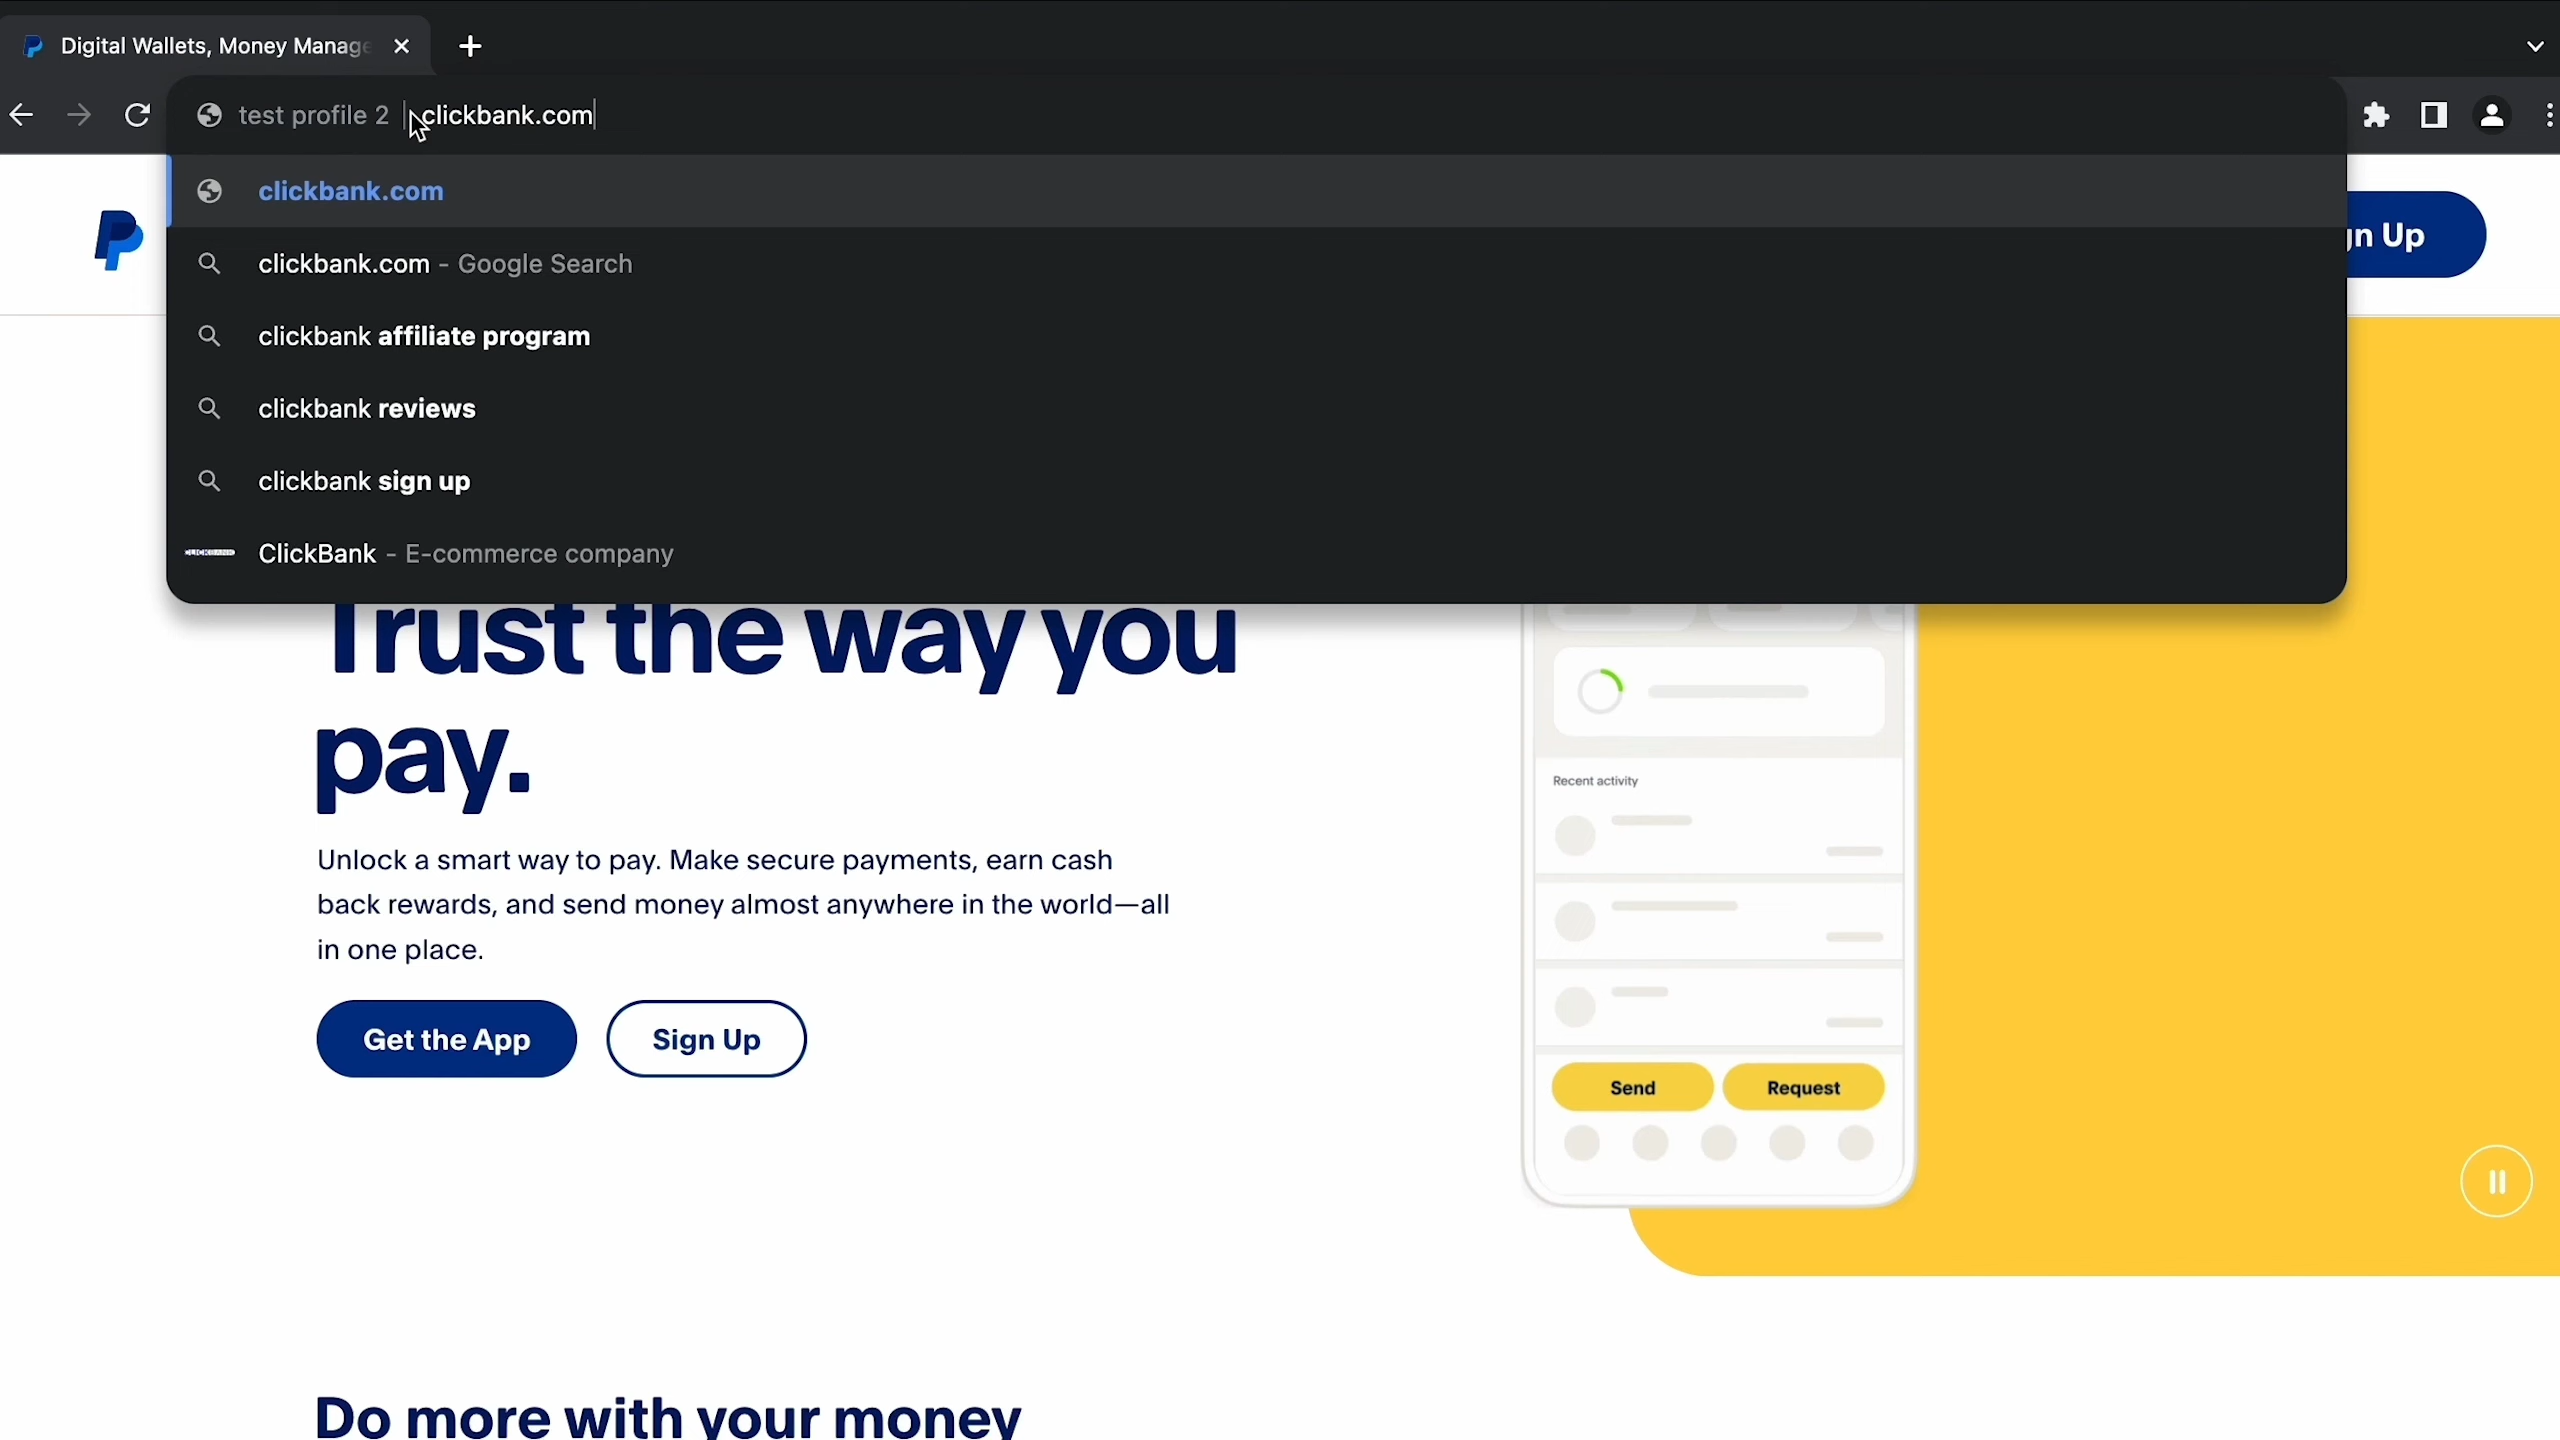 Digital Wallets, Money Manage
test profile 2 | clickbank.com
clickbank.com
clickbank.com - Google Search
clickbank affiliate program
clickbank reviews
clickbank sign up
CLICKBANK ClickBank - E-commerce company
gn Up
Trust the way you
pay.
Unlock a smart way to pay. Make secure payments, earn cash
back rewards, and send money almost anywhere in the world—all
in one place.
Get the App
Sign Up
Recent activity
Send
Request
Do more with your money